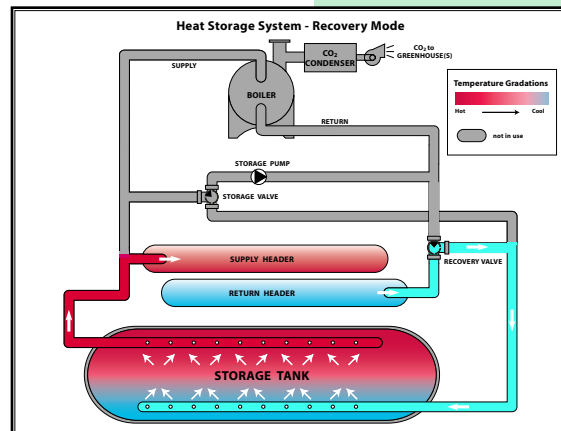 Heat Storage System - Recovery Mode
SUPPLY
CO2
CONDENSER
CO2 to
GREENHOUSE(S)
BOILER
RETURN
Temperature Gradations
Hot
Cool
not in use
STORAGE PUMP
STORAGE VALVE
SUPPLY HEADER
RECOVERY VALVE
RETURN HEADER
STORAGE TANK